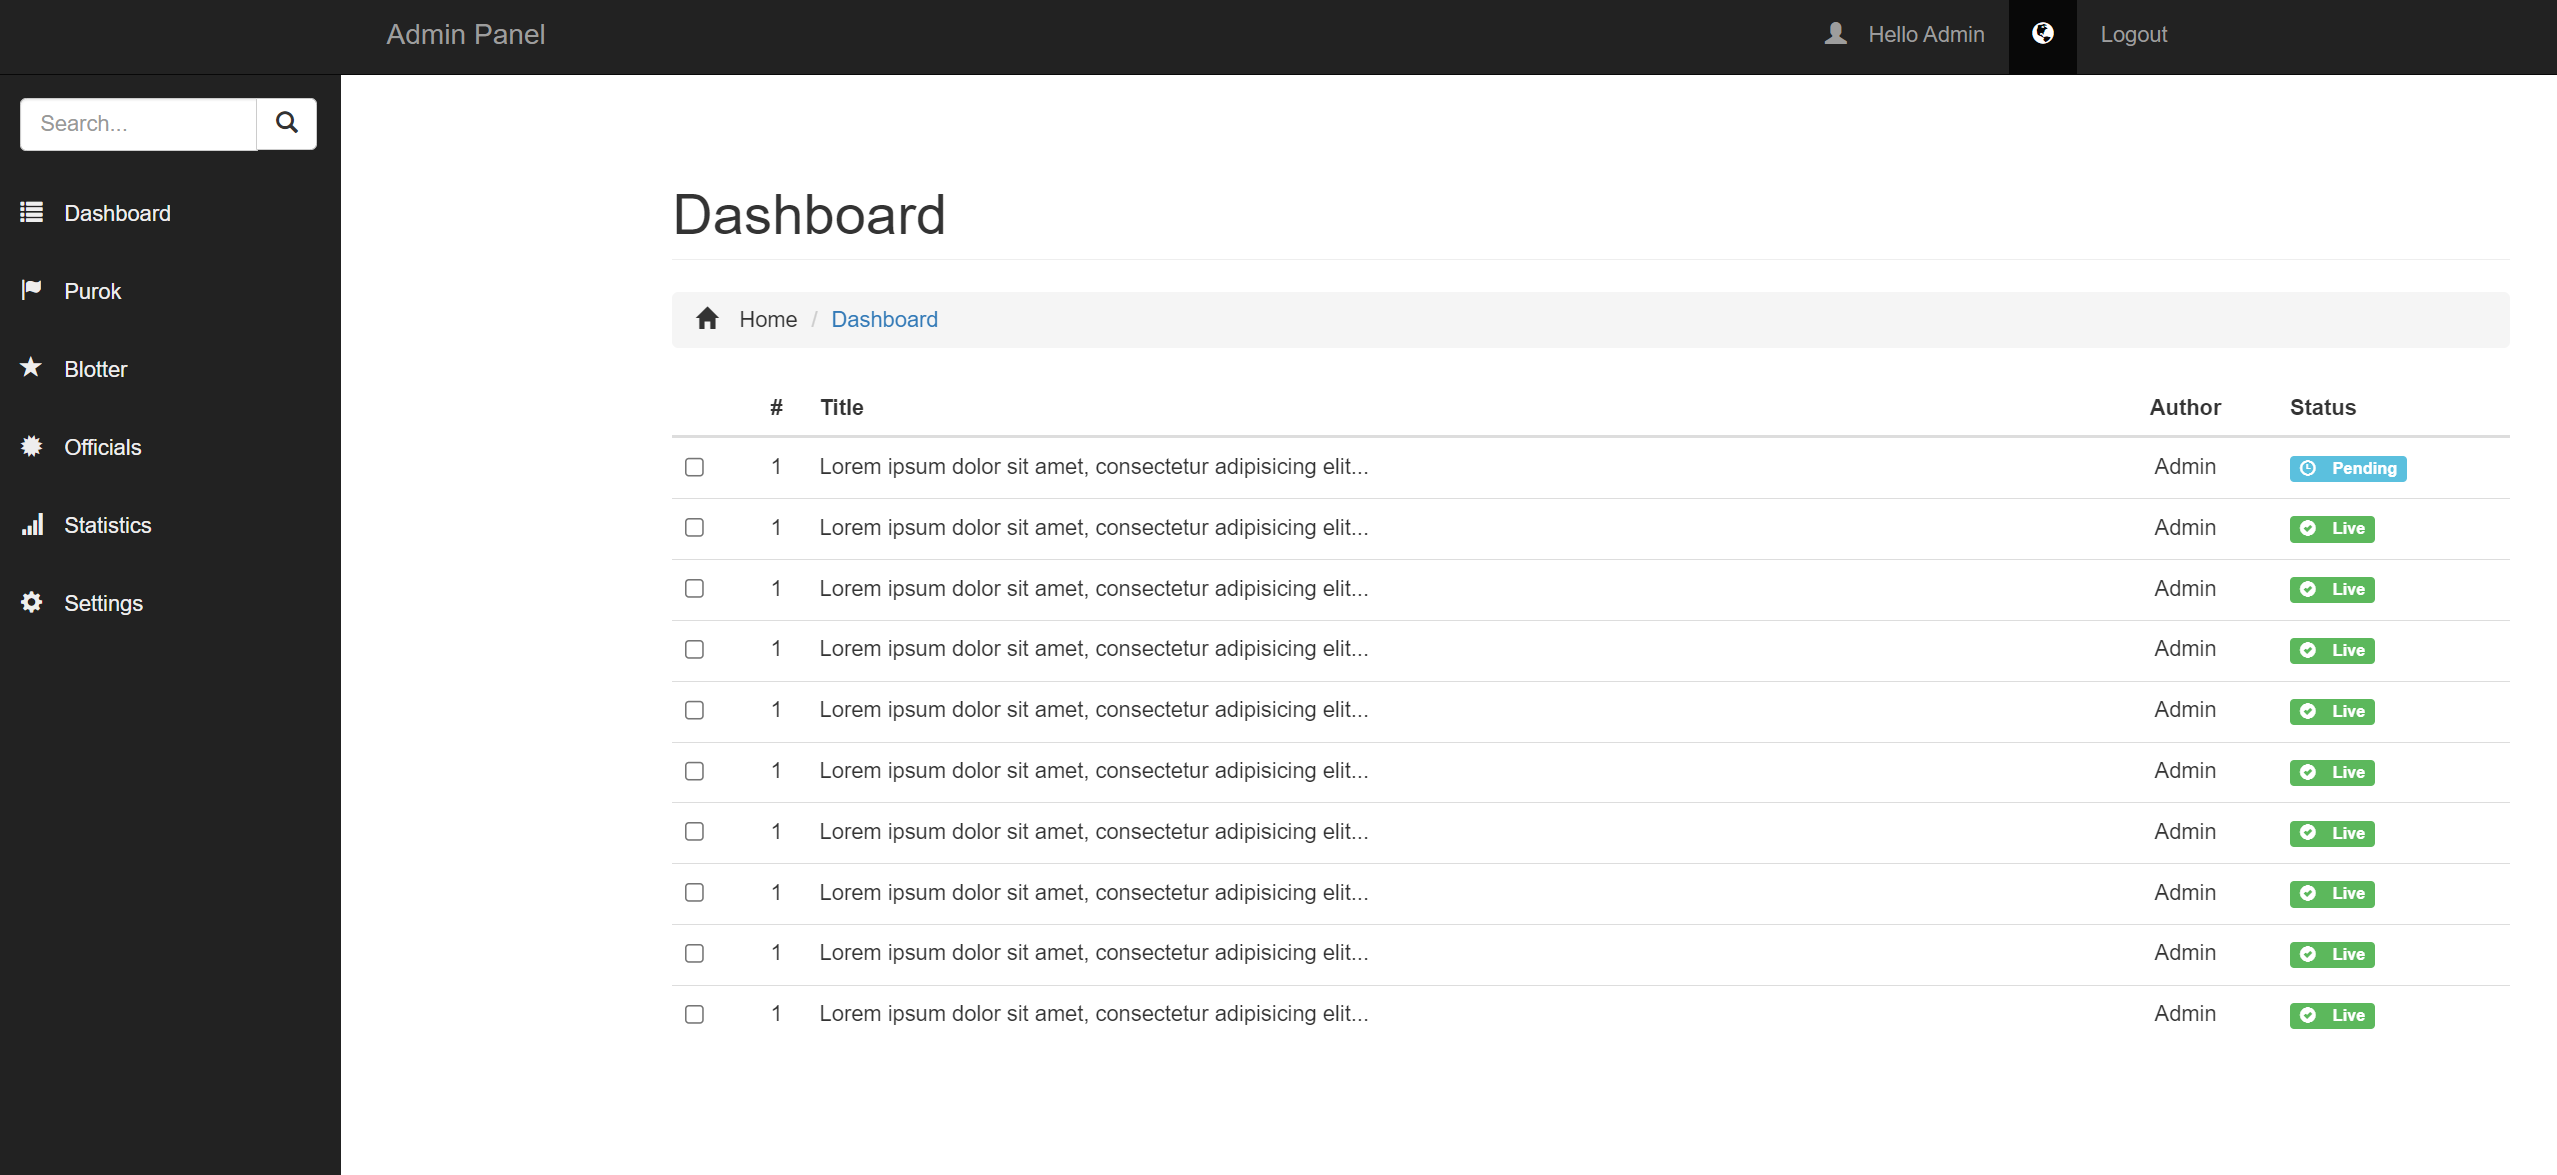 Admin Panel Hello Admin Logout
Search...
Dashboard
Purok
Blotter
Officials
Statistics
Settings
Dashboard
Home / Dashboard
# Title Author Status
1 Lorem ipsum dolor sit amet, consectetur adipisicing elit... Admin Pending
1 Lorem ipsum dolor sit amet, consectetur adipisicing elit... Admin Live
1 Lorem ipsum dolor sit amet, consectetur adipisicing elit... Admin Live
1 Lorem ipsum dolor sit amet, consectetur adipisicing elit... Admin Live
1 Lorem ipsum dolor sit amet, consectetur adipisicing elit... Admin Live
1 Lorem ipsum dolor sit amet, consectetur adipisicing elit... Admin Live
1 Lorem ipsum dolor sit amet, consectetur adipisicing elit... Admin Live
1 Lorem ipsum dolor sit amet, consectetur adipisicing elit... Admin Live
1 Lorem ipsum dolor sit amet, consectetur adipisicing elit... Admin Live
1 Lorem ipsum dolor sit amet, consectetur adipisicing elit... Admin Live